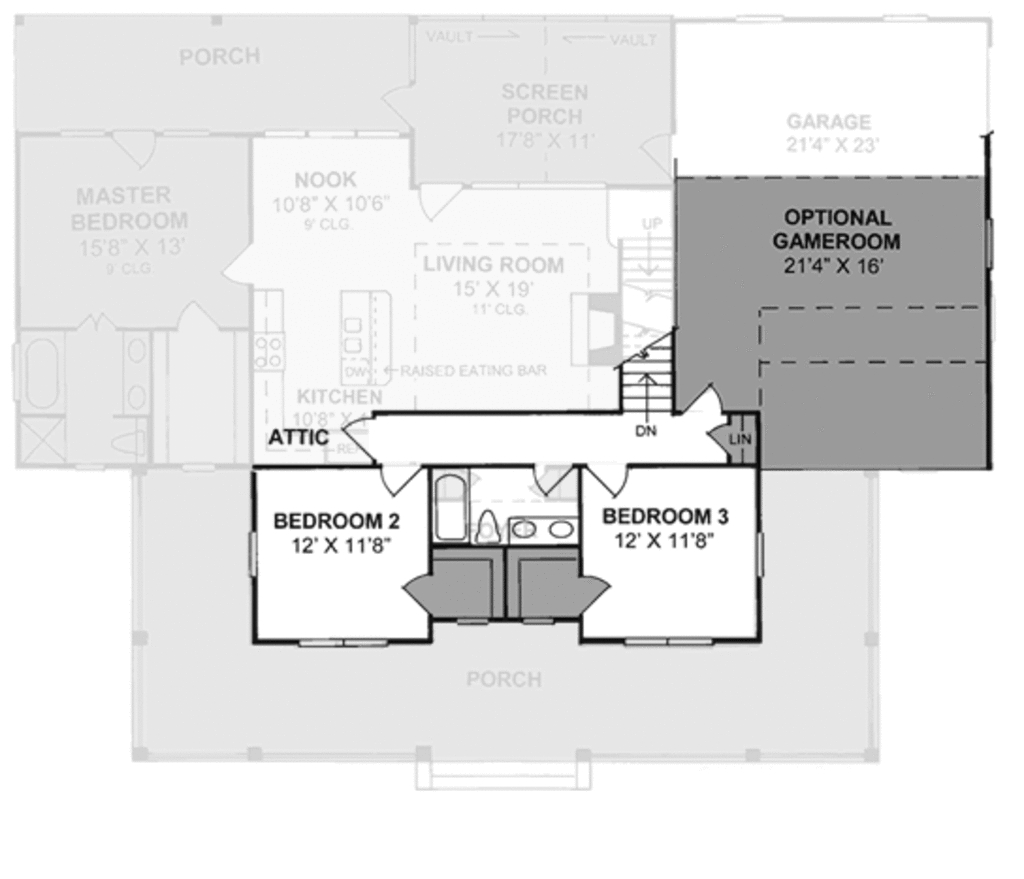 VAULT
VAULT
PORCH
SCREEN
PORCH
17'8" X 11'
GARAGE
21'4" X 23'
MASTER
BEDROOM
15'8" X 13'
9' CLG.
NOOK
10'8" X 10'6"
9' CLG.
UP
OPTIONAL
GAMEROOM
21'4" X 16'
LIVING ROOM
15' X 19'
11' CLG.
DW
RAISED EATING BAR
KITCHEN
10'8" X
ATTIC
REF
DN
LIN
BEDROOM 2
12' X 11'8"
FOYER
BEDROOM 3
12' X 11'8"
PORCH